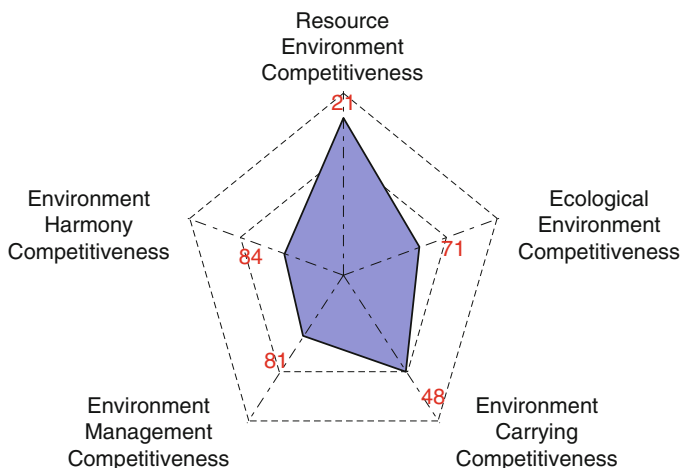 Resource
Environment
Competitiveness
21
Environment
Harmony
Competitiveness
84
Ecological
Environment
Competitiveness
71
81
48
Environment
Management
Competitiveness
Environment
Carrying
Competitiveness